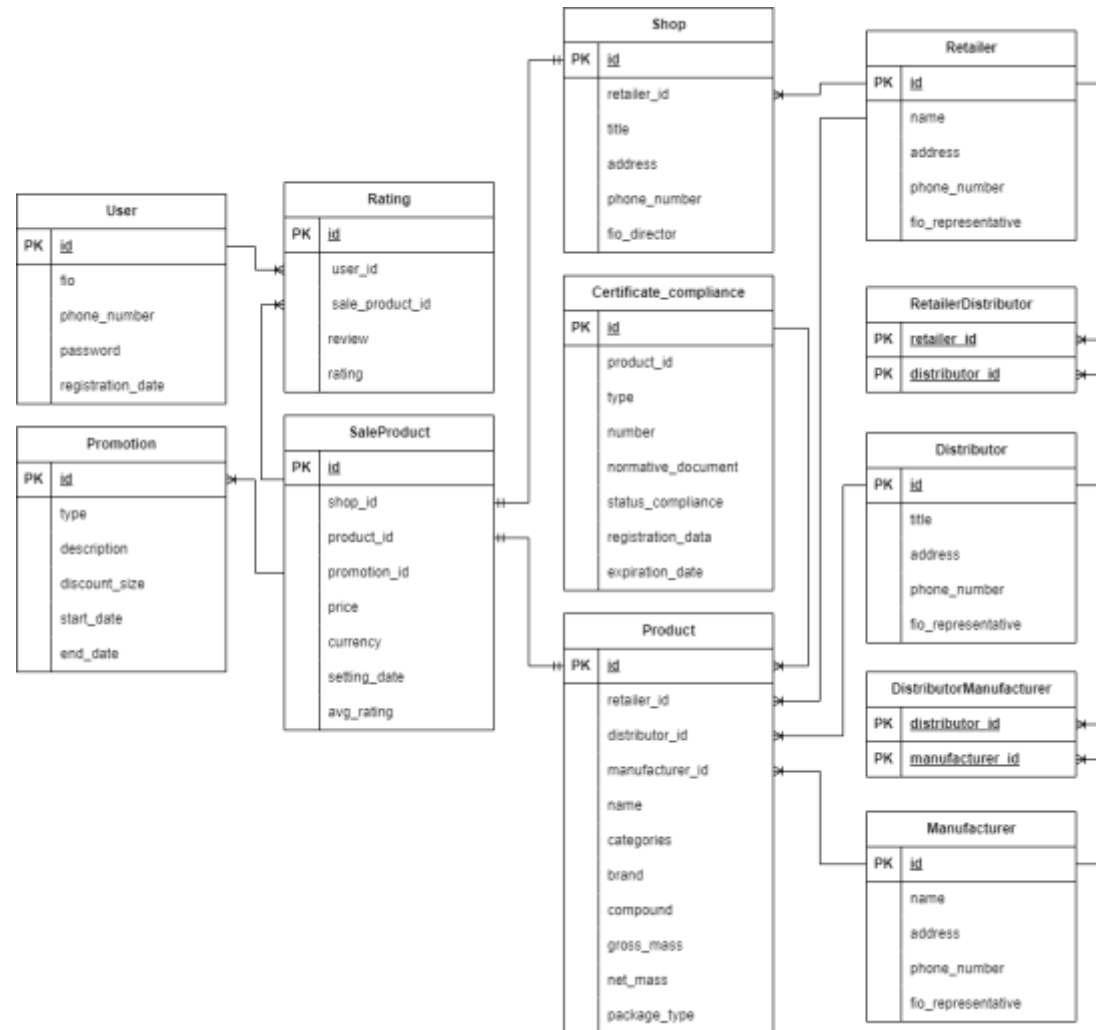 Shop
PK id
retailer_id
title
address
phone_number
fio_director
Retailer
PK id
name
address
phone_number
fio_representative
User
PK id
fio
phone_number
password
registration_date
Rating
PK id
user_id
sale_product_id
review
rating
Certificate_compliance
PK id
product_id
type
number
normative_document
status_compliance
registration_data
expiration_date
RetailerDistributor
PK retailer_id
PK distributor_id
Promotion
PK id
type
description
discount_size
start_date
end_date
SaleProduct
PK id
shop_id
product_id
promotion_id
price
currency
setting_date
avg_rating
Distributor
PK id
title
address
phone_number
fio_representative
Product
PK id
retailer_id
distributor_id
manufacturer_id
name
categories
brand
compound
gross_mass
net_mass
package_type
DistributorManufacturer
PK distributor_id
PK manufacturer_id
Manufacturer
PK id
name
address
phone_number
fio_representative